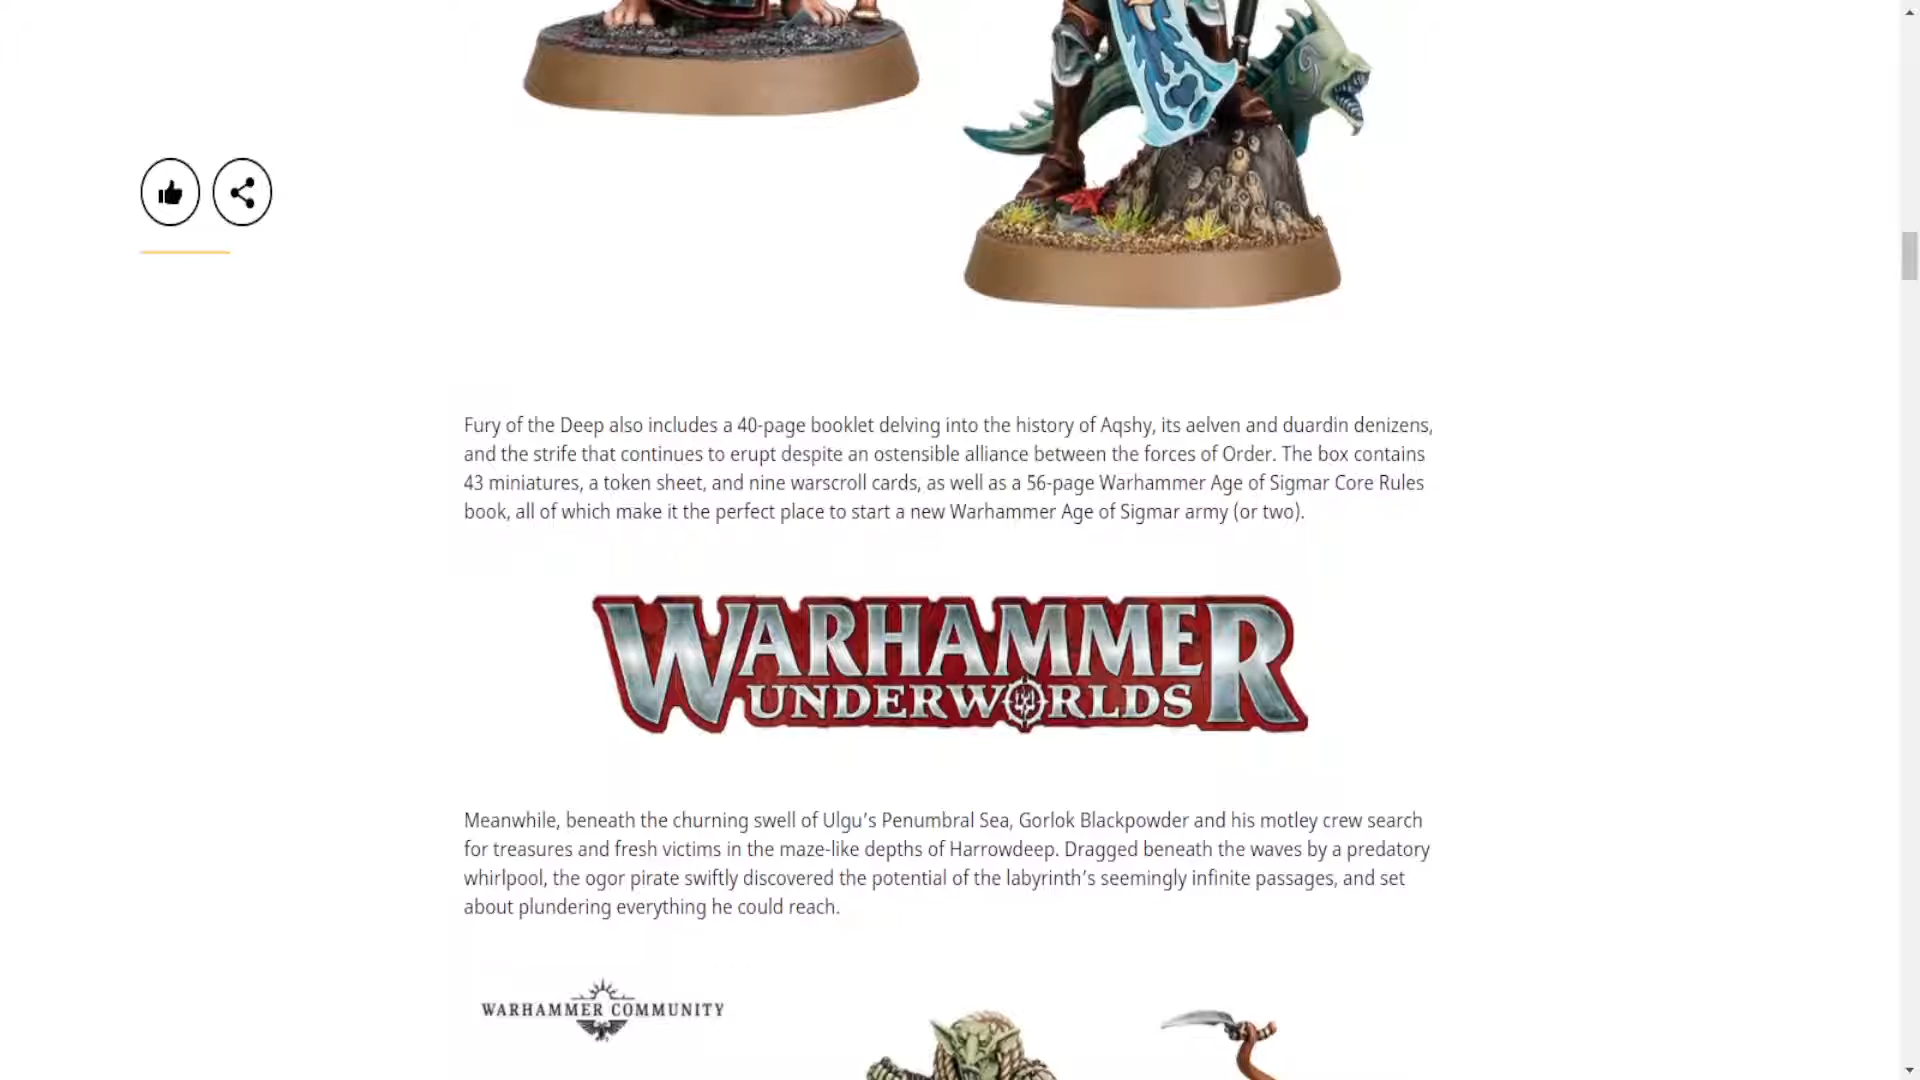 Fury of the Deep also includes a 40-page booklet delving into the history of Aqshy, its aelven and duardin denizens,
and the strife that continues to erupt despite an ostensible alliance between the forces of Order. The box contains
43 miniatures, a token sheet, and nine warscroll cards, as well as a 56-page Warhammer Age of Sigmar Core Rules
book, all of which make it the perfect place to start a new Warhammer Age of Sigmar army (or two).
WARHAMMER
UNDERWORLDS
Meanwhile, beneath the churning swell of Ulgu’s Penumbral Sea, Gorlok Blackpowder and his motley crew search
for treasures and fresh victims in the maze-like depths of Harrowdeep. Dragged beneath the waves by a predatory
whirlpool, the ogor pirate swiftly discovered the potential of the labyrinth’s seemingly infinite passages, and set
about plundering everything he could reach.
WARHAMMER COMMUNITY